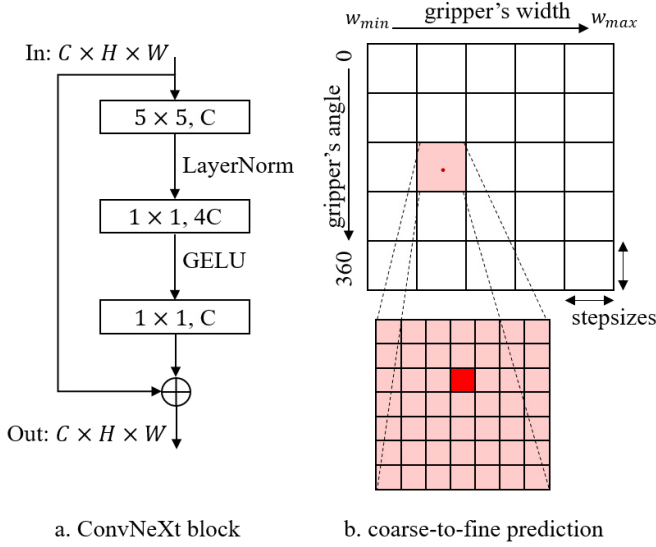 In: C × H × W
5 × 5, C
LayerNorm
1 × 1, 4C
GELU
1 × 1, C
Out: C × H × W
a. ConvNeXt block
gripper's width
w_min
w_max
0
gripper's angle
360
stepsizes
b. coarse-to-fine prediction